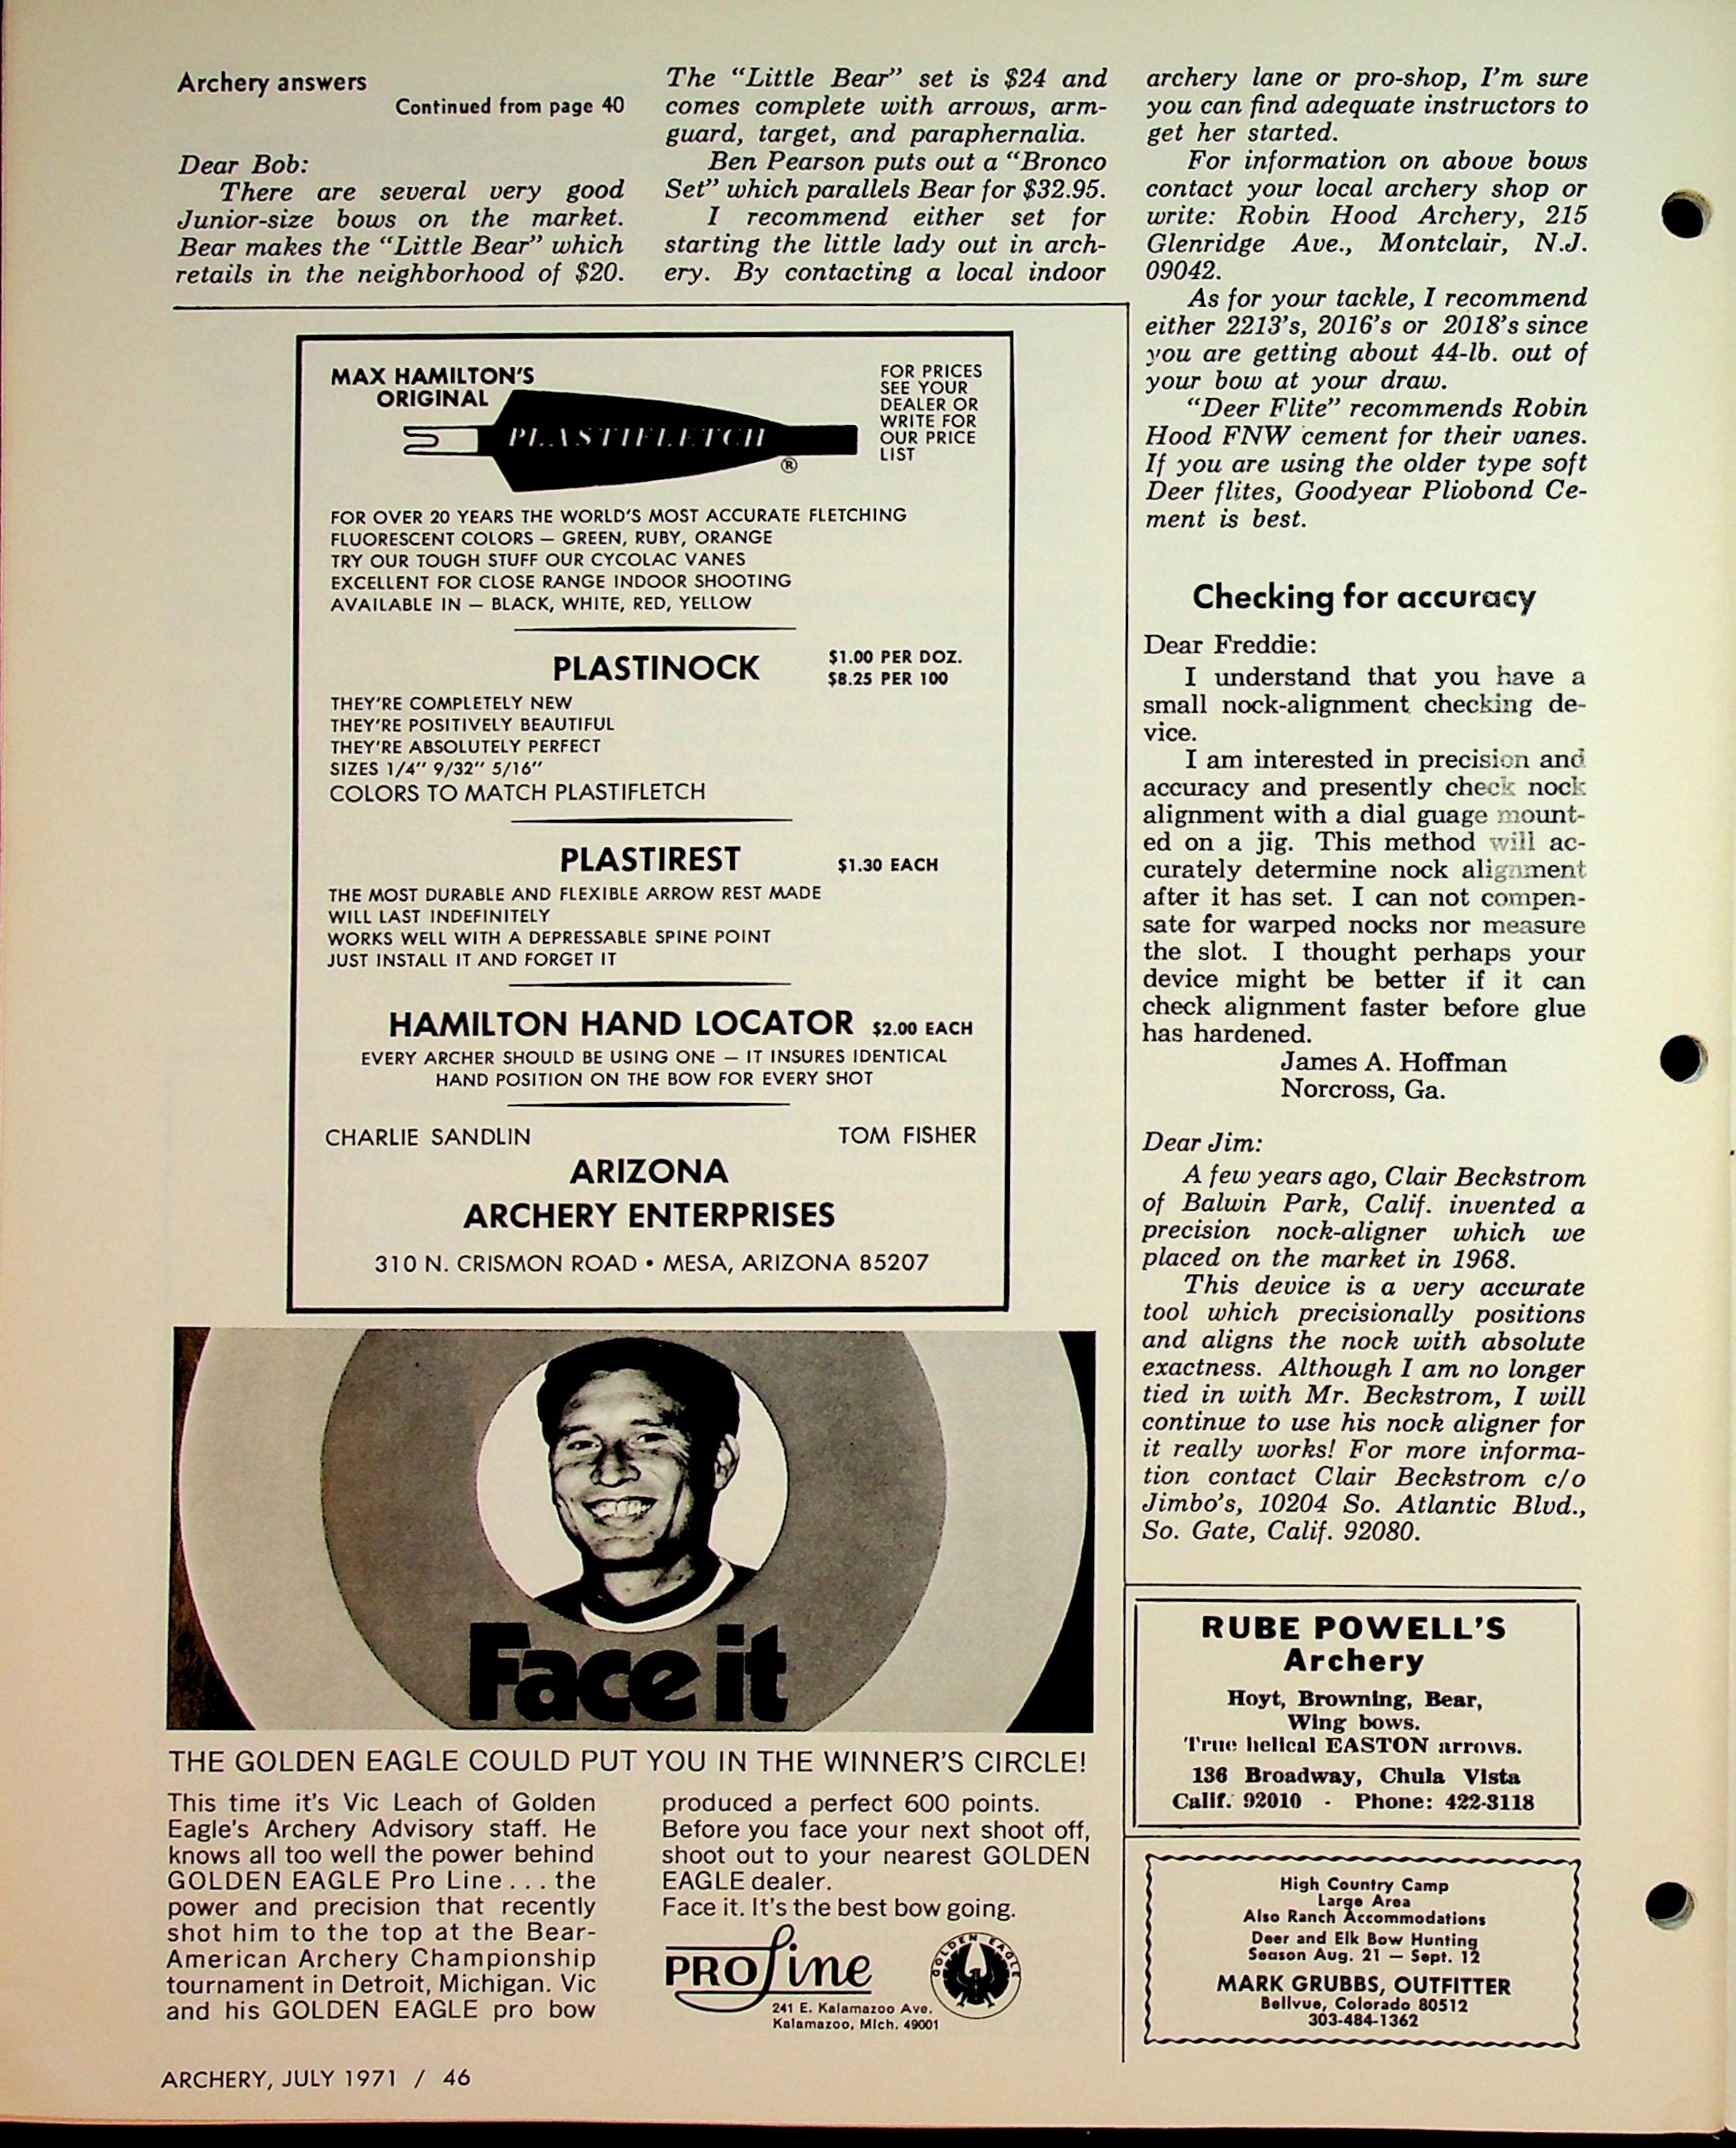 Archery answers
Continued from page 40
Dear Bob:
There are several very good
Junior-size bows on the market.
Bear makes the “Little Bear” which
retails in the neighborhood of $20.
The “Little Bear” set is $24 and
comes complete with arrows, arm-
guard, target, and paraphernalia.
Ben Pearson puts out a “Bronco
Set” which parallels Bear for $32.95.
I recommend either set for
starting the little lady out in arch-
ery. By contacting a local indoor
archery lane or pro-shop, I’m sure
you can find adequate instructors to
get her started.
For information on above bows
contact your local archery shop or
write: Robin Hood Archery, 215
Glenridge Ave., Montclair, N.J.
09042.
As for your tackle, I recommend
either 2213’s, 2016’s or 2018’s since
you are getting about 44-lb. out of
your bow at your draw.
“Deer Flite” recommends Robin
Hood FNW cement for their vanes.
If you are using the older type soft
Deer flites, Goodyear Pliobond Ce-
ment is best.
Checking for accuracy
Dear Freddie:
I understand that you have a
small nock-alignment checking de-
vice.
I am interested in precision and
accuracy and presently check nock
alignment with a dial guage mount-
ed on a jig. This method will ac-
curately determine nock alignment
after it has set. I can not compen-
sate for warped nocks nor measure
the slot. I thought perhaps your
device might be better if it can
check alignment faster before glue
has hardened.
James A. Hoffman
Norcross, Ga.
Dear Jim:
A few years ago, Clair Beckstrom
of Balwin Park, Calif. invented a
precision nock-aligner which we
placed on the market in 1968.
This device is a very accurate
tool which precisionally positions
and aligns the nock with absolute
exactness. Although I am no longer
tied in with Mr. Beckstrom, I will
continue to use his nock aligner for
it really works! For more informa-
tion contact Clair Beckstrom c/o
Jimbo’s, 10204 So. Atlantic Blvd.,
So. Gate, Calif. 92080.
MAX HAMILTON’S
ORIGINAL
PLASTIFLETCH
®
FOR PRICES
SEE YOUR
DEALER OR
WRITE FOR
OUR PRICE
LIST
FOR OVER 20 YEARS THE WORLD’S MOST ACCURATE FLETCHING
FLUORESCENT COLORS — GREEN, RUBY, ORANGE
TRY OUR TOUGH STUFF OUR CYCOLAC VANES
EXCELLENT FOR CLOSE RANGE INDOOR SHOOTING
AVAILABLE IN — BLACK, WHITE, RED, YELLOW
PLASTINOCK
$1.00 PER DOZ.
$8.25 PER 100
THEY’RE COMPLETELY NEW
THEY’RE POSITIVELY BEAUTIFUL
THEY’RE ABSOLUTELY PERFECT
SIZES 1/4” 9/32” 5/16”
COLORS TO MATCH PLASTIFLETCH
PLASTIREST $1.30 EACH
THE MOST DURABLE AND FLEXIBLE ARROW REST MADE
WILL LAST INDEFINITELY
WORKS WELL WITH A DEPRESSABLE SPINE POINT
JUST INSTALL IT AND FORGET IT
HAMILTON HAND LOCATOR $2.00 EACH
EVERY ARCHER SHOULD BE USING ONE — IT INSURES IDENTICAL
HAND POSITION ON THE BOW FOR EVERY SHOT
CHARLIE SANDLIN TOM FISHER
ARIZONA
ARCHERY ENTERPRISES
310 N. CRISMON ROAD • MESA, ARIZONA 85207
Face it
THE GOLDEN EAGLE COULD PUT YOU IN THE WINNER’S CIRCLE!
This time it’s Vic Leach of Golden
Eagle’s Archery Advisory staff. He
knows all too well the power behind
GOLDEN EAGLE Pro Line . . . the
power and precision that recently
shot him to the top at the Bear-
American Archery Championship
tournament in Detroit, Michigan. Vic
and his GOLDEN EAGLE pro bow
produced a perfect 600 points.
Before you face your next shoot off,
shoot out to your nearest GOLDEN
EAGLE dealer.
Face it. It’s the best bow going.
PRO Line
GOLDEN EAGLE
241 E. Kalamazoo Ave.
Kalamazoo, Mich. 49001
RUBE POWELL’S
Archery
Hoyt, Browning, Bear,
Wing bows.
True helical EASTON arrows.
136 Broadway, Chula Vista
Calif. 92010 - Phone: 422-3118
High Country Camp
Large Area
Also Ranch Accommodations
Deer and Elk Bow Hunting
Season Aug. 21 — Sept. 12
MARK GRUBBS, OUTFITTER
Bellvue, Colorado 80512
303-484-1362
ARCHERY, JULY 1971 / 46